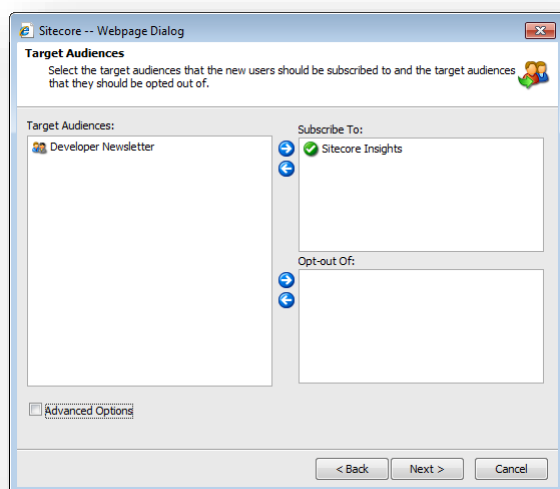 Sitecore -- Webpage Dialog
Target Audiences
Select the target audiences that the new users should be subscribed to and the target audiences
that they should be opted out of.
Target Audiences:
Developer Newsletter
Subscribe To:
Sitecore Insights
Opt-out Of:
Advanced Options
< Back
Next >
Cancel